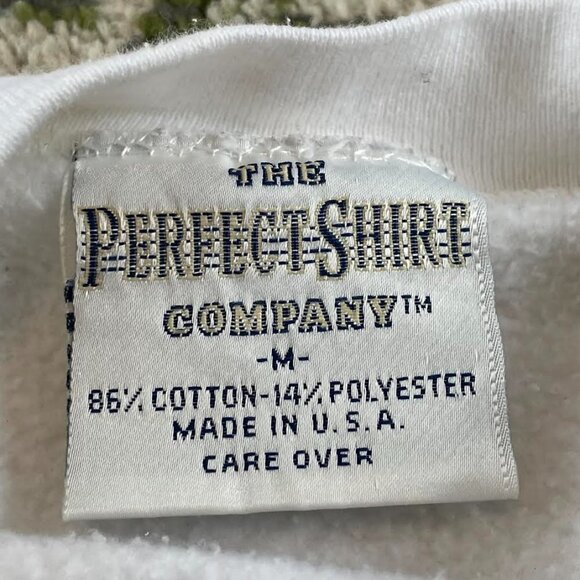 THE
PERFECT SHIRT
COMPANY™
-M-
86% COTTON-14% POLYESTER
MADE IN U.S.A.
CARE OVER